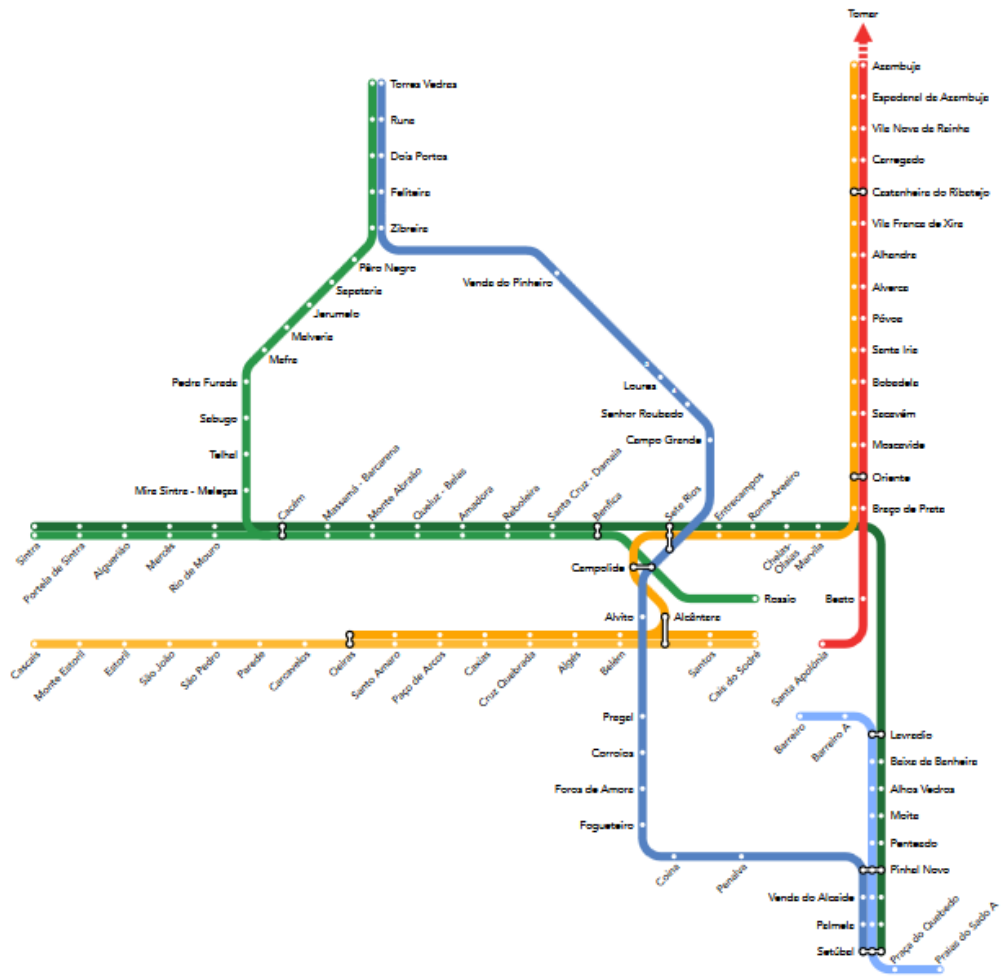 Tomar
Azambuja
Espadanal da Azambuja
Vila Nova da Rainha
Carregado
Castanheira do Ribatejo
Vila Franca de Xira
Alhandra
Alverca
Póvoa
Santa Iria
Bobadela
Sacavém
Moscavide
Oriente
Braço de Prata
Beato
Santa Apolónia
Torres Vedras
Runa
Dois Portos
Feliteira
Zibreira
Pêro Negro
Sapataria
Jerumelo
Malveria
Mafra
Pedra Furada
Sabugo
Telhal
Mira Sintra - Meleças
Venda do Pinheiro
Loures
Senhor Roubado
Campo Grande
Sintra
Portela de Sintra
Alguerião
Mercês
Rio de Mouro
Cacém
Massamá - Barcarena
Monte Abraão
Queluz - Belas
Amadora
Reboleira
Santa Cruz - Damaia
Benfica
Sete Rios
Entrecampos
Roma-Areeiro
Chelas-
Olaias
Marvila
Campolide
Rossio
Alvito
Alcântara
Cascais
Monte Estoril
Estoril
São João
São Pedro
Parede
Carcavelos
Oeiras
Santo Amaro
Paço de Arcos
Caxias
Cruz Quebrada
Algés
Belém
Santos
Cais do Sodré
Pragal
Corroios
Foros de Amora
Fogueteiro
Coina
Penalva
Barreiro
Barreiro A
Lavradio
Baixa da Banheira
Alhos Vedros
Moita
Penteado
Pinhal Novo
Venda do Alcaide
Palmela
Setúbal
Praça do Quebedo
Praias do Sado A